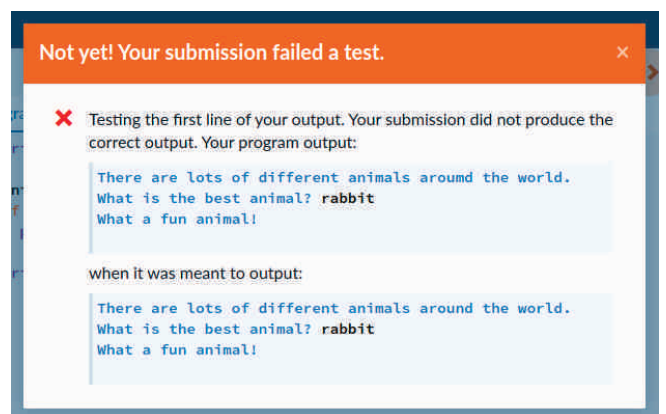 Not yet! Your submission failed a test.
×
Testing the first line of your output. Your submission did not produce the
correct output. Your program output:
There are lots of different animals aroumd the world.
What is the best animal? rabbit
What a fun animal!
when it was meant to output:
There are lots of different animals around the world.
What is the best animal? rabbit
What a fun animal!